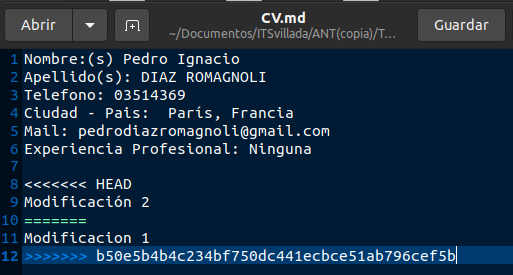 Abrir
CV.md
~/Documentos/ITSvillada/ANT(copia)/T...
Guardar
1 Nombre:(s) Pedro Ignacio
2 Apellido(s): DIAZ ROMAGNOLI
3 Telefono: 03514369
4 Ciudad - Pais:  París, Francia
5 Mail: pedrodiazromagnoli@gmail.com
6 Experiencia Profesional: Ninguna
7
8 <<<<<<< HEAD
9 Modificación 2
10 =======
11 Modificacion 1
12 >>>>>>> b50e5b4b4c234bf750dc441ecbce51ab796cef5b